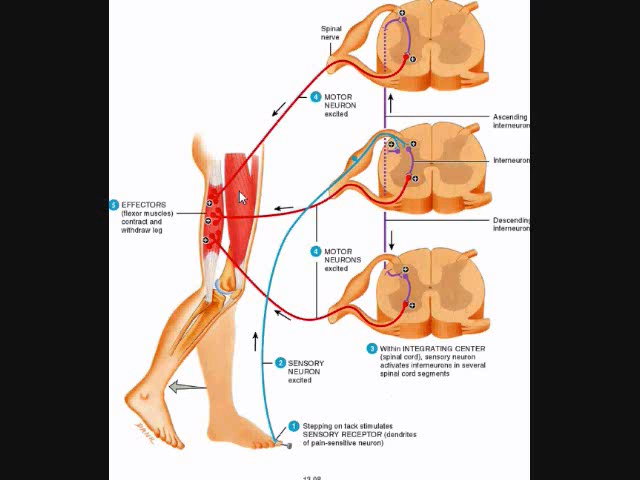 Spinal
nerve
4 MOTOR
NEURON
excited
Ascending
interneuron
Interneuron
5 EFFECTORS
(flexor muscles)
contract and
withdraw leg
Descending
interneuron
4 MOTOR
NEURONS
excited
3 Within INTEGRATING CENTER
(spinal cord), sensory neuron
activates interneurons in several
spinal cord segments
2 SENSORY
NEURON
excited
1 Stepping on tack stimulates
SENSORY RECEPTOR (dendrites
of pain-sensitive neuron)